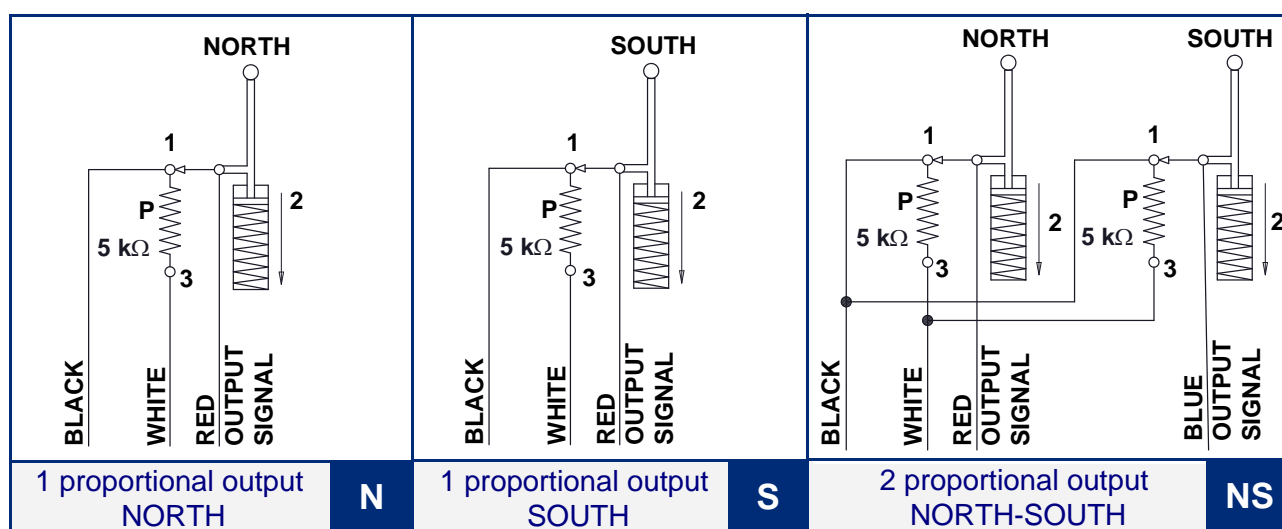 NORTH
1
2
P
5 kΩ
3
BLACK
WHITE
RED
OUTPUT
SIGNAL
1 proportional output
NORTH
N
SOUTH
1
2
P
5 kΩ
3
BLACK
WHITE
RED
OUTPUT
SIGNAL
1 proportional output
SOUTH
S
NORTH
SOUTH
1
1
P
2
5 kΩ
3
P
2
5 kΩ
3
BLACK
WHITE
RED
OUTPUT
SIGNAL
BLUE
OUTPUT
SIGNAL
2 proportional output
NORTH-SOUTH
NS